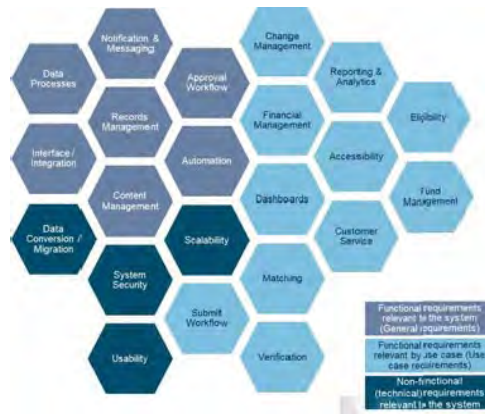 Notification &
Messaging
Change
Management
Data
Processes
Approval
Workflow
Reporting &
Analytics
Records
Management
Financial
Management
Eligibility
Interface /
Integration
Automation
Accessibility
Content
Management
Dashboards
Fund
Management
Data
Conversion /
Migration
Scalability
Customer
Service
System
Security
Matching
Submit
Workflow
Usability
Verification
Functional requirements
relevant to the system
(General requirements)
Functional requirements
relevant by use case (Use
case requirements)
Non-functional
(technical) requirements
relevant to the system